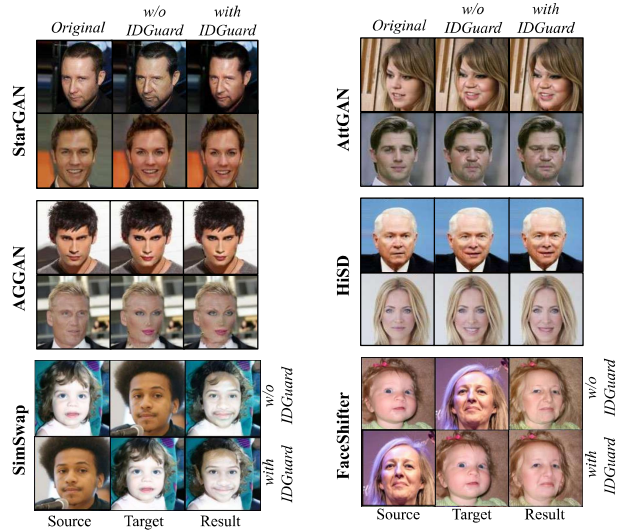 Original
w/o
IDGuard
with
IDGuard
StarGAN
AGGAN
SimSwap
w/o
IDGuard
with
IDGuard
Source
Target
Result
Original
w/o
IDGuard
with
IDGuard
AttGAN
HiSD
FaceShifter
w/o
IDGuard
with
IDGuard
Source
Target
Result